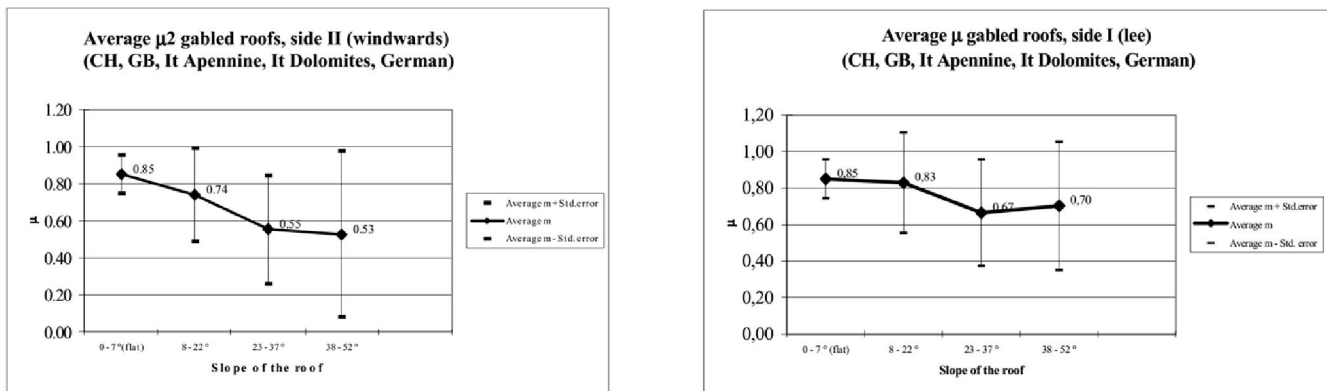 Average µ2 gabled roofs, side II (windwards)
(CH, GB, It Apennine, It Dolomites, German)
1.20
1.00
0.80
0.60
0.40
0.20
0.00
µ
0.85
0.74
0.55
0.53
0 - 7 º (flat)
8 - 22 º
23 - 37 º
38 - 52 º
Slope of the roof
Average m + Std.error
Average m
Average m - Std. error
Average µ gabled roofs, side I (lee)
(CH, GB, It Apennine, It Dolomites, German)
1,20
1,00
0,80
0,60
0,40
0,20
0,00
µ
0,85
0,83
0,67
0,70
0 - 7 º (flat)
8 - 22 º
23 - 37 º
38 - 52 º
Slope of the roof
Average m + Std.error
Average m
Average m - Std. error